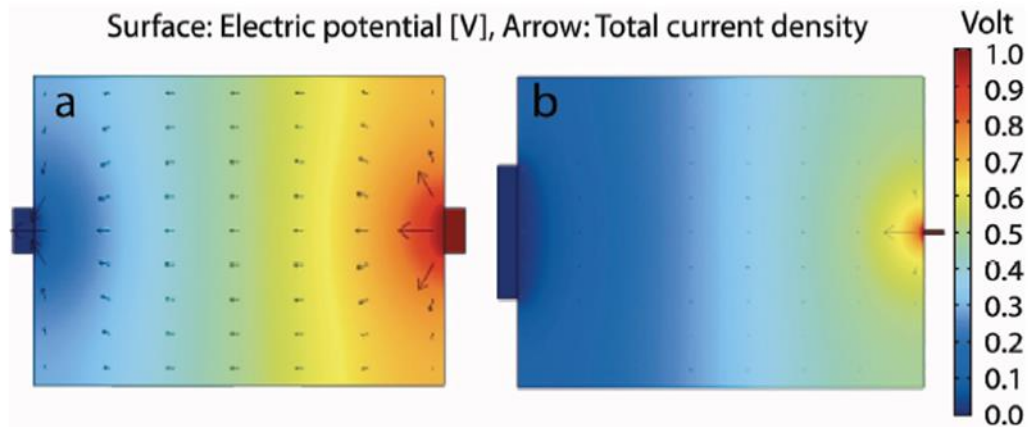 Surface: Electric potential [V], Arrow: Total current density
Volt
a
b
1.0
0.9
0.8
0.7
0.6
0.5
0.4
0.3
0.2
0.1
0.0